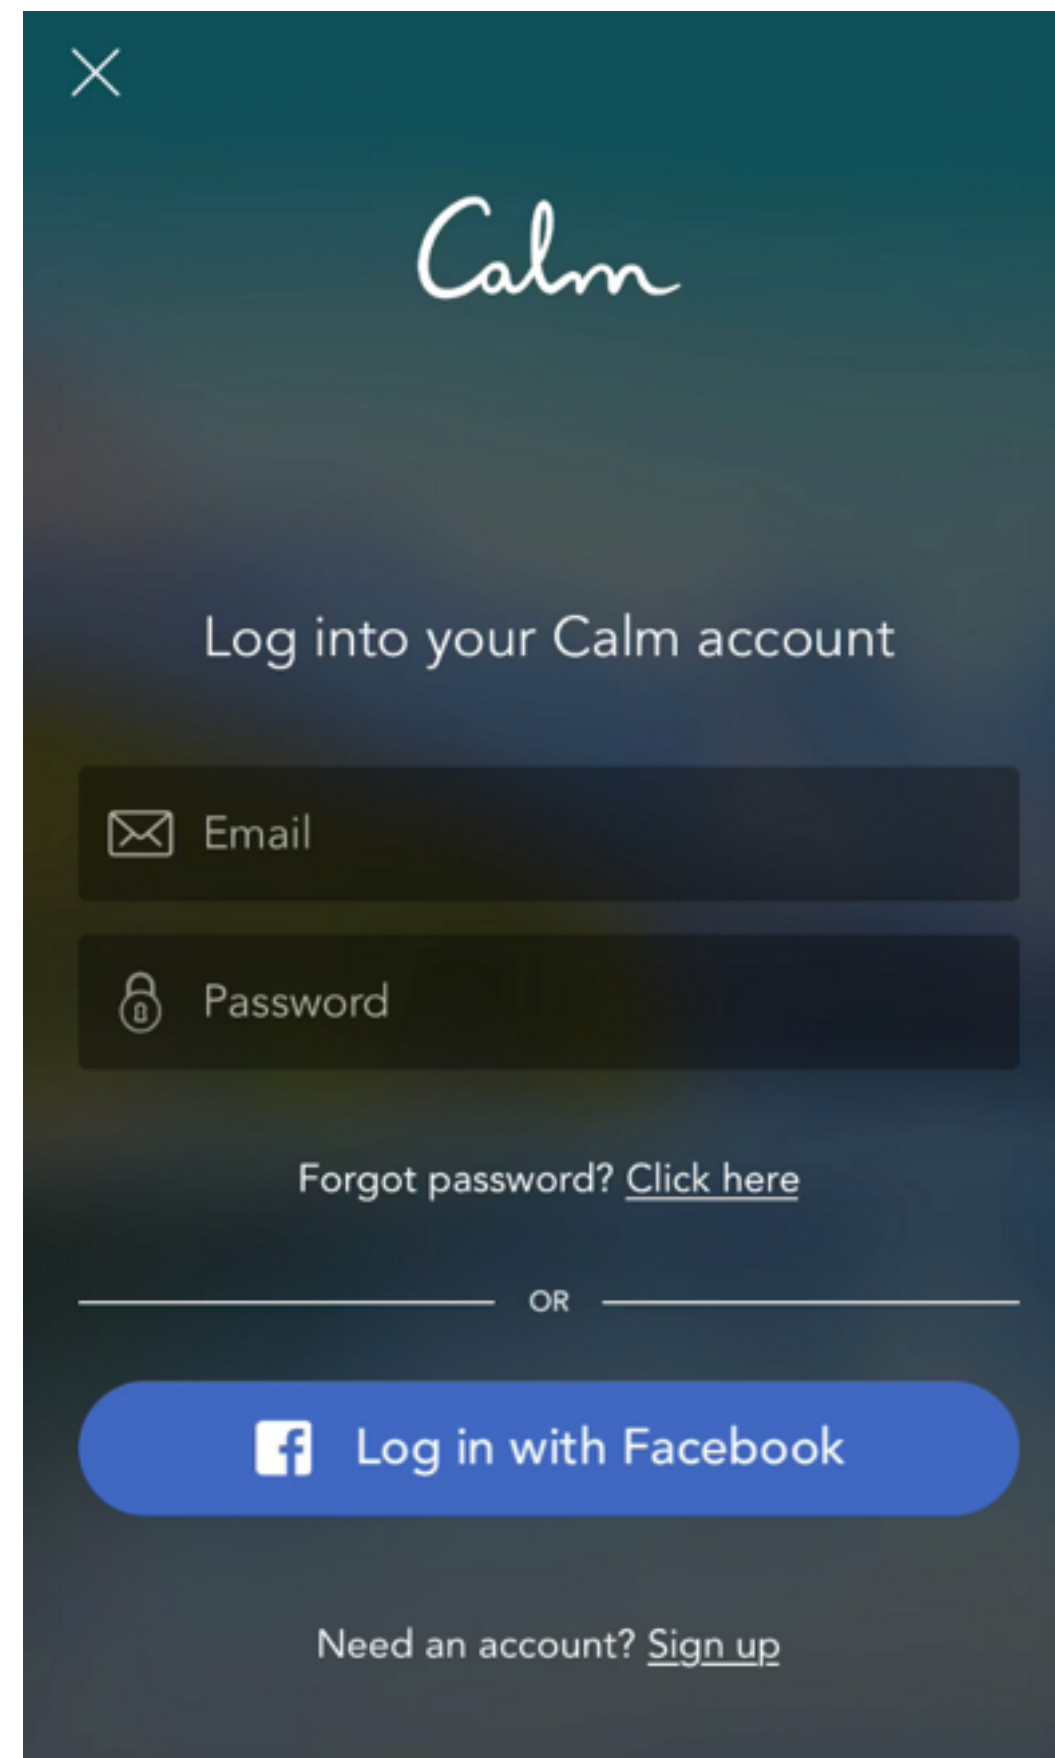 Calm
Log into your Calm account
Email
Password
Forgot password? Click here
OR
Log in with Facebook
Need an account? Sign up